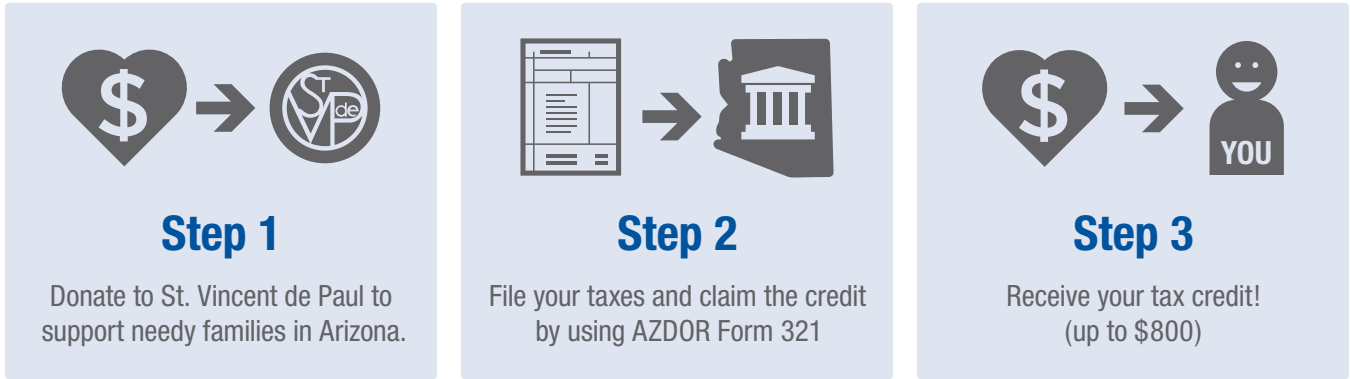 $
ST
de
VP
Step 1
Donate to St. Vincent de Paul to
support needy families in Arizona.
Step 2
File your taxes and claim the credit
by using AZDOR Form 321
$
YOU
Step 3
Receive your tax credit!
(up to $800)